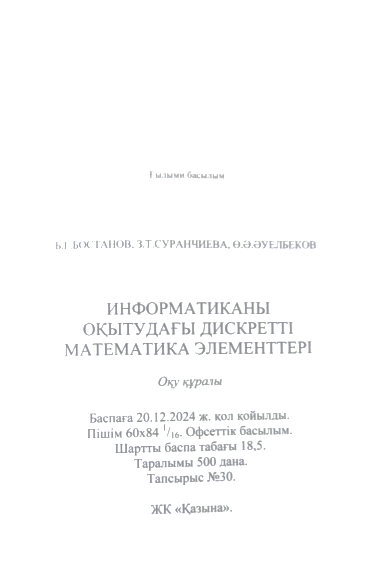 Ғылыми басылым
Б.Г.БОСТАНОВ, З.Т.СУРАНЧИЕВА, Ө.Ә.ӘУЕЛБЕКОВ
ИНФОРМАТИКАНЫ
ОҚЫТУДАҒЫ ДИСКРЕТТІ
МАТЕМАТИКА ЭЛЕМЕНТТЕРІ
Оқу құралы
Баспаға 20.12.2024 ж. қол қойылды.
Пішім 60х84 1/16. Офсеттік басылым.
Шартты баспа табағы 18,5.
Таралымы 500 дана.
Тапсырыс №30.
ЖК «Қазына».